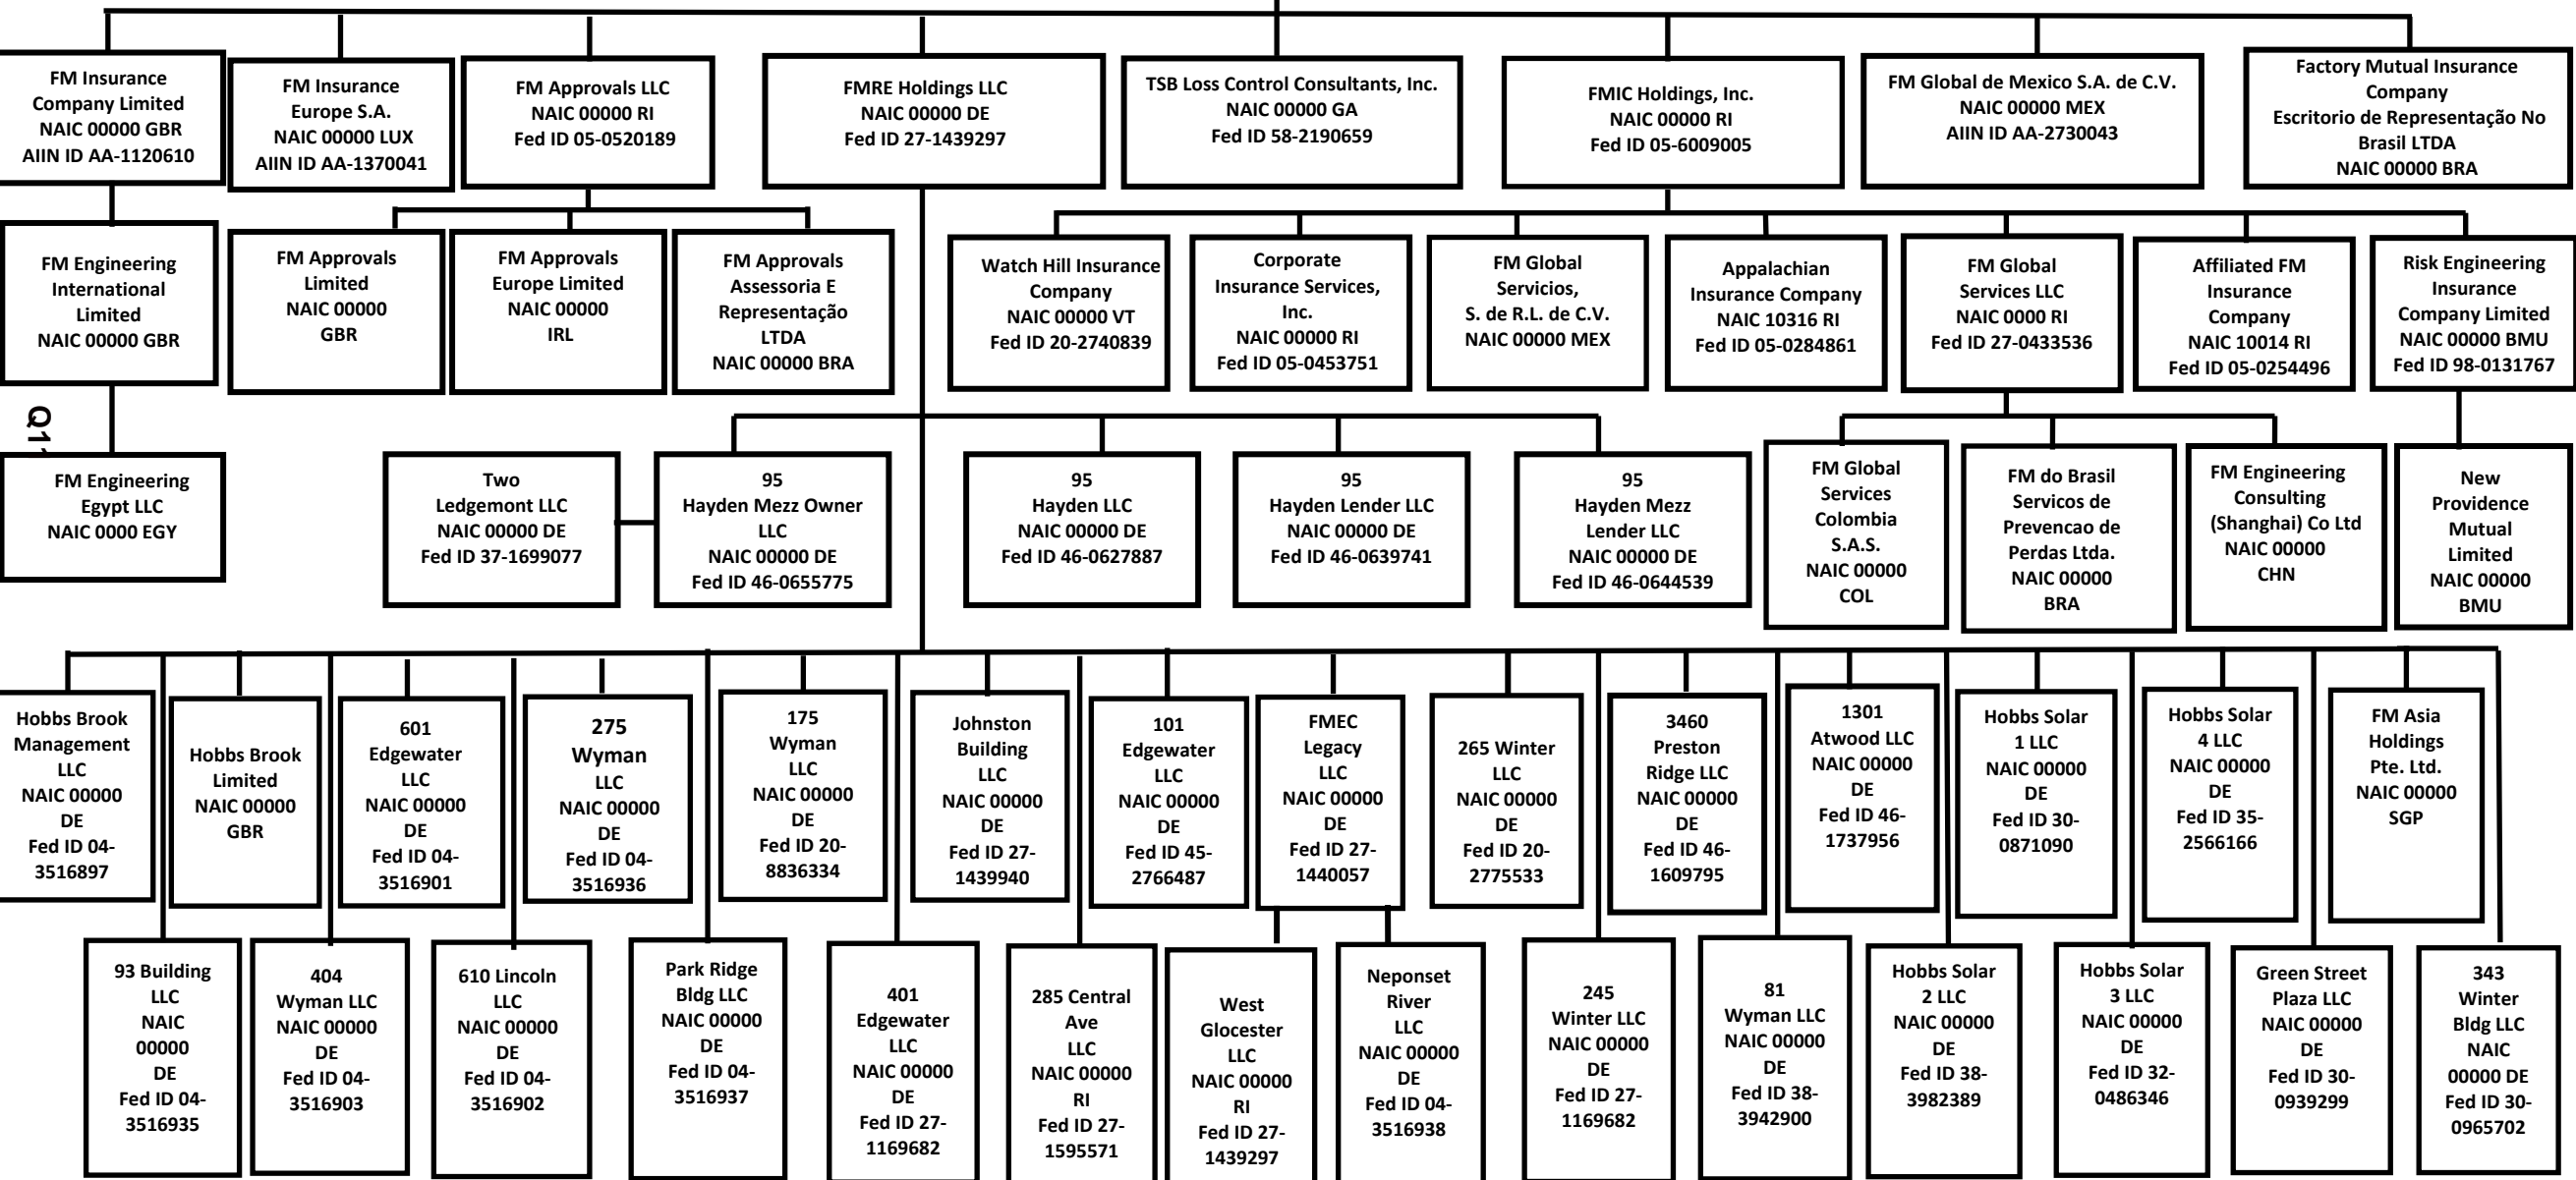 FM Insurance
Company Limited
NAIC 00000 GBR
AIIN ID AA-1120610
FM Insurance
Europe S.A.
NAIC 00000 LUX
AIIN ID AA-1370041
FM Approvals LLC
NAIC 00000 RI
Fed ID 05-0520189
FMRE Holdings LLC
NAIC 00000 DE
Fed ID 27-1439297
TSB Loss Control Consultants, Inc.
NAIC 00000 GA
Fed ID 58-2190659
FMIC Holdings, Inc.
NAIC 00000 RI
Fed ID 05-6009005
FM Global de Mexico S.A. de C.V.
NAIC 00000 MEX
AIIN ID AA-2730043
Factory Mutual Insurance
Company
Escritorio de Representação No
Brasil LTDA
NAIC 00000 BRA
FM Engineering
International
Limited
NAIC 00000 GBR
FM Approvals
Limited
NAIC 00000
GBR
FM Approvals
Europe Limited
NAIC 00000
IRL
FM Approvals
Assessoria E
Representação
LTDA
NAIC 00000 BRA
Watch Hill Insurance
Company
NAIC 00000 VT
Fed ID 20-2740839
Corporate
Insurance Services,
Inc.
NAIC 00000 RI
Fed ID 05-0453751
FM Global
Servicios,
S. de R.L. de C.V.
NAIC 00000 MEX
Appalachian
Insurance Company
NAIC 10316 RI
Fed ID 05-0284861
FM Global
Services LLC
NAIC 0000 RI
Fed ID 27-0433536
Affiliated FM
Insurance
Company
NAIC 10014 RI
Fed ID 05-0254496
Risk Engineering
Insurance
Company Limited
NAIC 00000 BMU
Fed ID 98-0131767
Q1
FM Engineering
Egypt LLC
NAIC 0000 EGY
Two
Ledgemont LLC
NAIC 00000 DE
Fed ID 37-1699077
95
Hayden Mezz Owner
LLC
NAIC 00000 DE
Fed ID 46-0655775
95
Hayden LLC
NAIC 00000 DE
Fed ID 46-0627887
95
Hayden Lender LLC
NAIC 00000 DE
Fed ID 46-0639741
95
Hayden Mezz
Lender LLC
NAIC 00000 DE
Fed ID 46-0644539
FM Global
Services
Colombia
S.A.S.
NAIC 00000
COL
FM do Brasil
Servicos de
Prevencao de
Perdas Ltda.
NAIC 00000
BRA
FM Engineering
Consulting
(Shanghai) Co Ltd
NAIC 00000
CHN
New
Providence
Mutual
Limited
NAIC 00000
BMU
Hobbs Brook
Management
LLC
NAIC 00000
DE
Fed ID 04-
3516897
Hobbs Brook
Limited
NAIC 00000
GBR
601
Edgewater
LLC
NAIC 00000
DE
Fed ID 04-
3516901
275
Wyman
LLC
NAIC 00000
DE
Fed ID 04-
3516936
175
Wyman
LLC
NAIC 00000
DE
Fed ID 20-
8836334
Johnston
Building
LLC
NAIC 00000
DE
Fed ID 27-
1439940
101
Edgewater
LLC
NAIC 00000
DE
Fed ID 45-
2766487
FMEC
Legacy
LLC
NAIC 00000
DE
Fed ID 27-
1440057
265 Winter
LLC
NAIC 00000
DE
Fed ID 20-
2775533
3460
Preston
Ridge LLC
NAIC 00000
DE
Fed ID 46-
1609795
1301
Atwood LLC
NAIC 00000
DE
Fed ID 46-
1737956
Hobbs Solar
1 LLC
NAIC 00000
DE
Fed ID 30-
0871090
Hobbs Solar
4 LLC
NAIC 00000
DE
Fed ID 35-
2566166
FM Asia
Holdings
Pte. Ltd.
NAIC 00000
SGP
93 Building
LLC
NAIC
00000
DE
Fed ID 04-
3516935
404
Wyman LLC
NAIC 00000
DE
Fed ID 04-
3516903
610 Lincoln
LLC
NAIC 00000
DE
Fed ID 04-
3516902
Park Ridge
Bldg LLC
NAIC 00000
DE
Fed ID 04-
3516937
401
Edgewater
LLC
NAIC 00000
DE
Fed ID 27-
1169682
285 Central
Ave
LLC
NAIC 00000
RI
Fed ID 27-
1595571
West
Glocester
LLC
NAIC 00000
RI
Fed ID 27-
1439297
Neponset
River
LLC
NAIC 00000
DE
Fed ID 04-
3516938
245
Winter LLC
NAIC 00000
DE
Fed ID 27-
1169682
81
Wyman LLC
NAIC 00000
DE
Fed ID 38-
3942900
Hobbs Solar
2 LLC
NAIC 00000
DE
Fed ID 38-
3982389
Hobbs Solar
3 LLC
NAIC 00000
DE
Fed ID 32-
0486346
Green Street
Plaza LLC
NAIC 00000
DE
Fed ID 30-
0939299
343
Winter
Bldg LLC
NAIC
00000 DE
Fed ID 30-
0965702